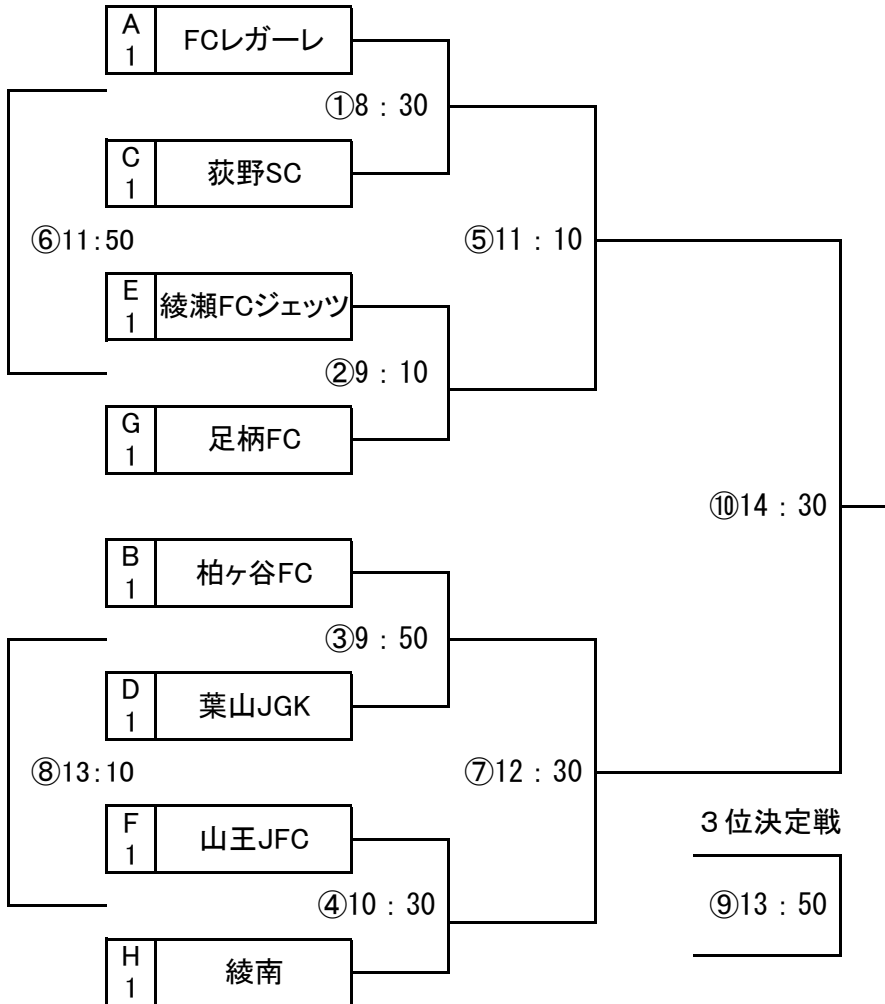 A
1
FCレガーレ
①8：30
C
1
荻野SC
⑥11:50
⑤11：10
E
1
綾瀬FCジェッツ
②9：10
G
1
足柄FC
⑩14：30
B
1
柏ヶ谷FC
③9：50
D
1
葉山JGK
⑧13:10
⑦12：30
F
1
山王JFC
３位決定戦
④10：30
⑨13：50
H
1
綾南